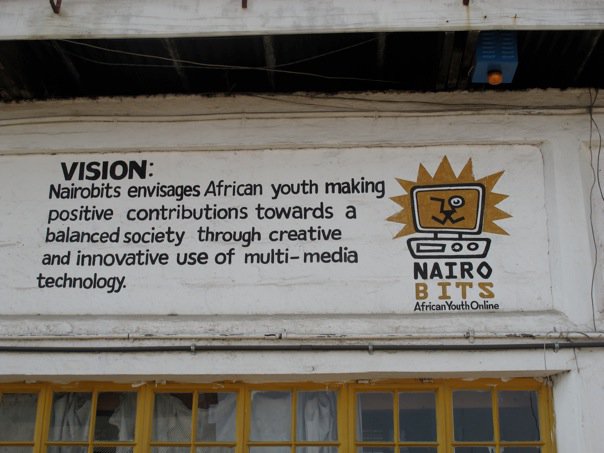 VISION:
Nairobits envisages African youth making
positive contributions towards a
balanced society through creative
and innovative use of multi-media
technology.
NAIRO
BITS
African Youth Online